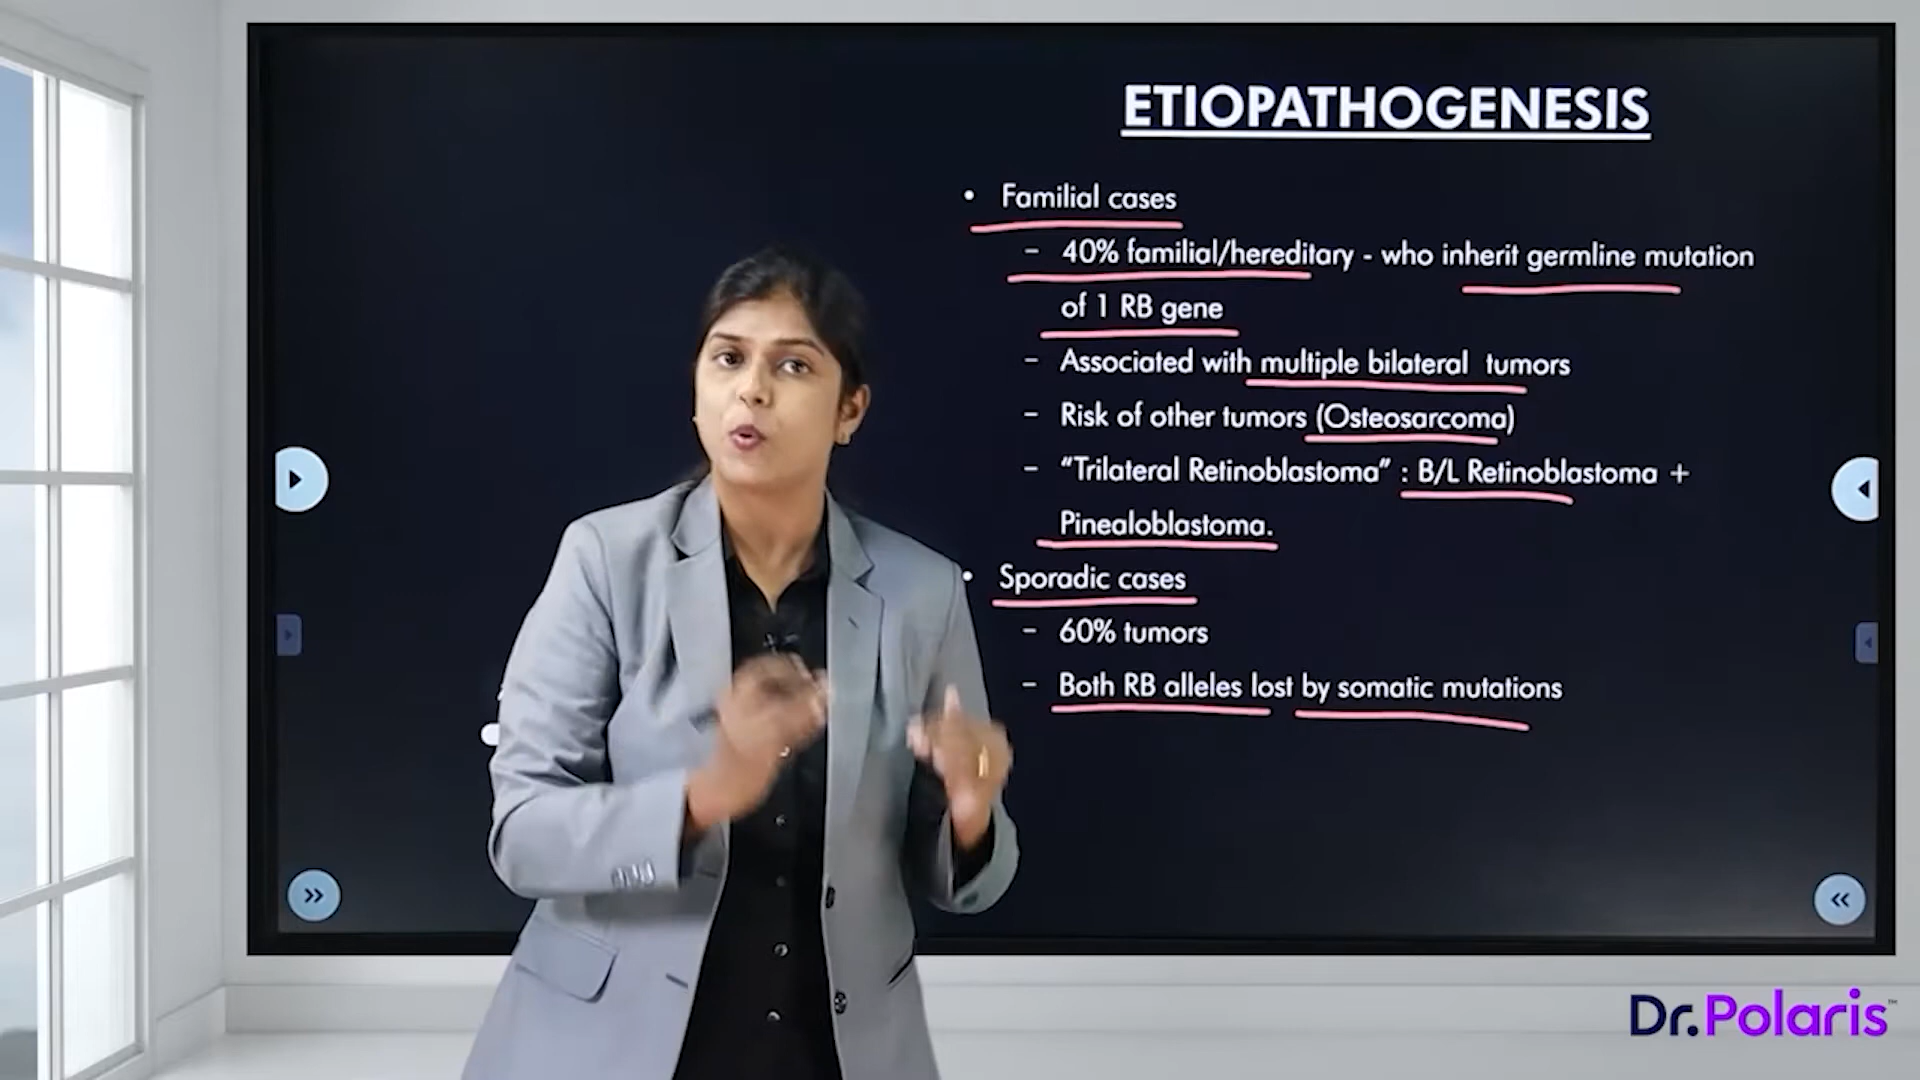 ETIOPATHOGENESIS
• Familial cases
– 40% familial/hereditary - who inherit germline mutation
of 1 RB gene
– Associated with multiple bilateral tumors
– Risk of other tumors (Osteosarcoma)
– “Trilateral Retinoblastoma” : B/L Retinoblastoma +
Pinealoblastoma.
• Sporadic cases
– 60% tumors
– Both RB alleles lost by somatic mutations
Dr.Polaris™